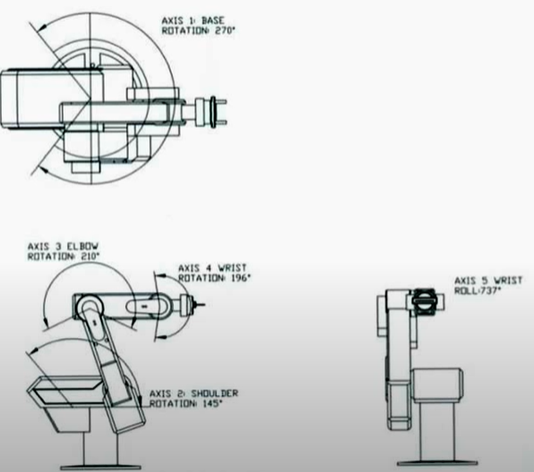 AXIS 1: BASE
ROTATION: 270°
AXIS 3 ELBOW
ROTATION: 210°
AXIS 4 WRIST
ROTATION: 196°
AXIS 5 WRIST
ROLL:737°
AXIS 2: SHOULDER
ROTATION: 145°